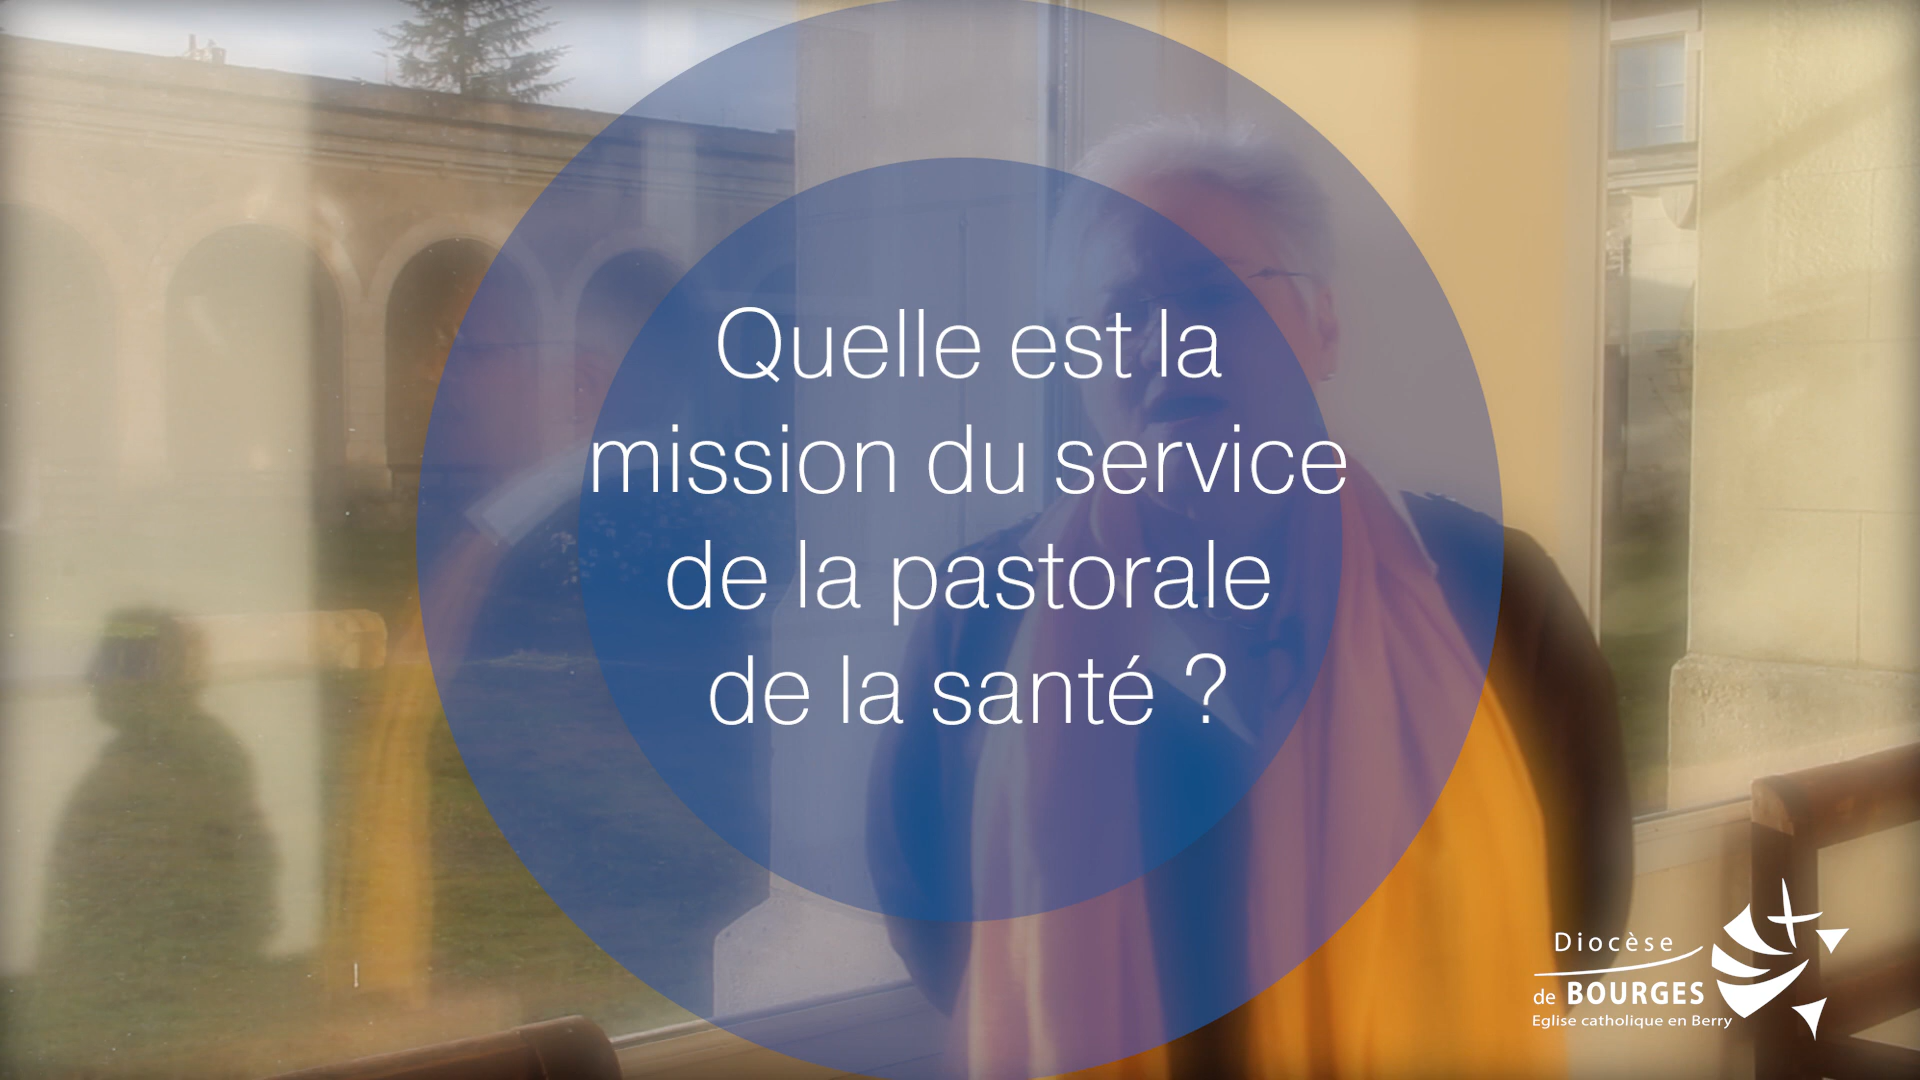 Quelle est la
mission du service
de la pastorale
de la santé ?
Diocèse
de BOURGES
Eglise catholique en Berry